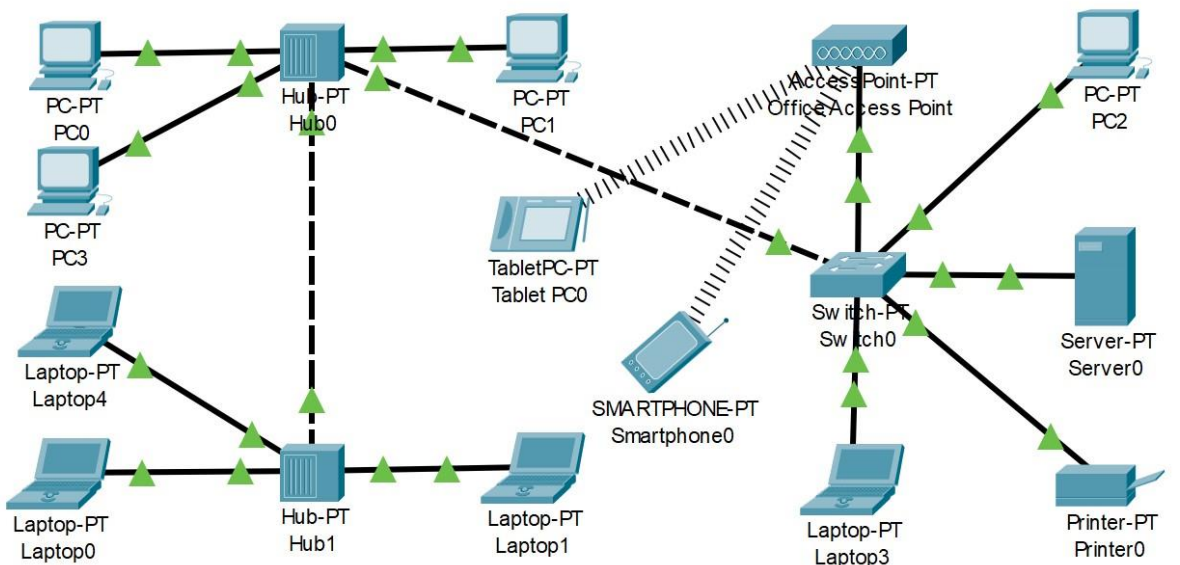 PC-PT
PC0
Hub-PT
Hub0
PC-PT
PC1
AccessPoint-PT
Office Access Point
PC-PT
PC2
PC-PT
PC3
TabletPC-PT
Tablet PC0
Switch-PT
Switch0
Server-PT
Server0
Laptop-PT
Laptop4
SMARTPHONE-PT
Smartphone0
Laptop-PT
Laptop0
Hub-PT
Hub1
Laptop-PT
Laptop1
Laptop-PT
Laptop3
Printer-PT
Printer0